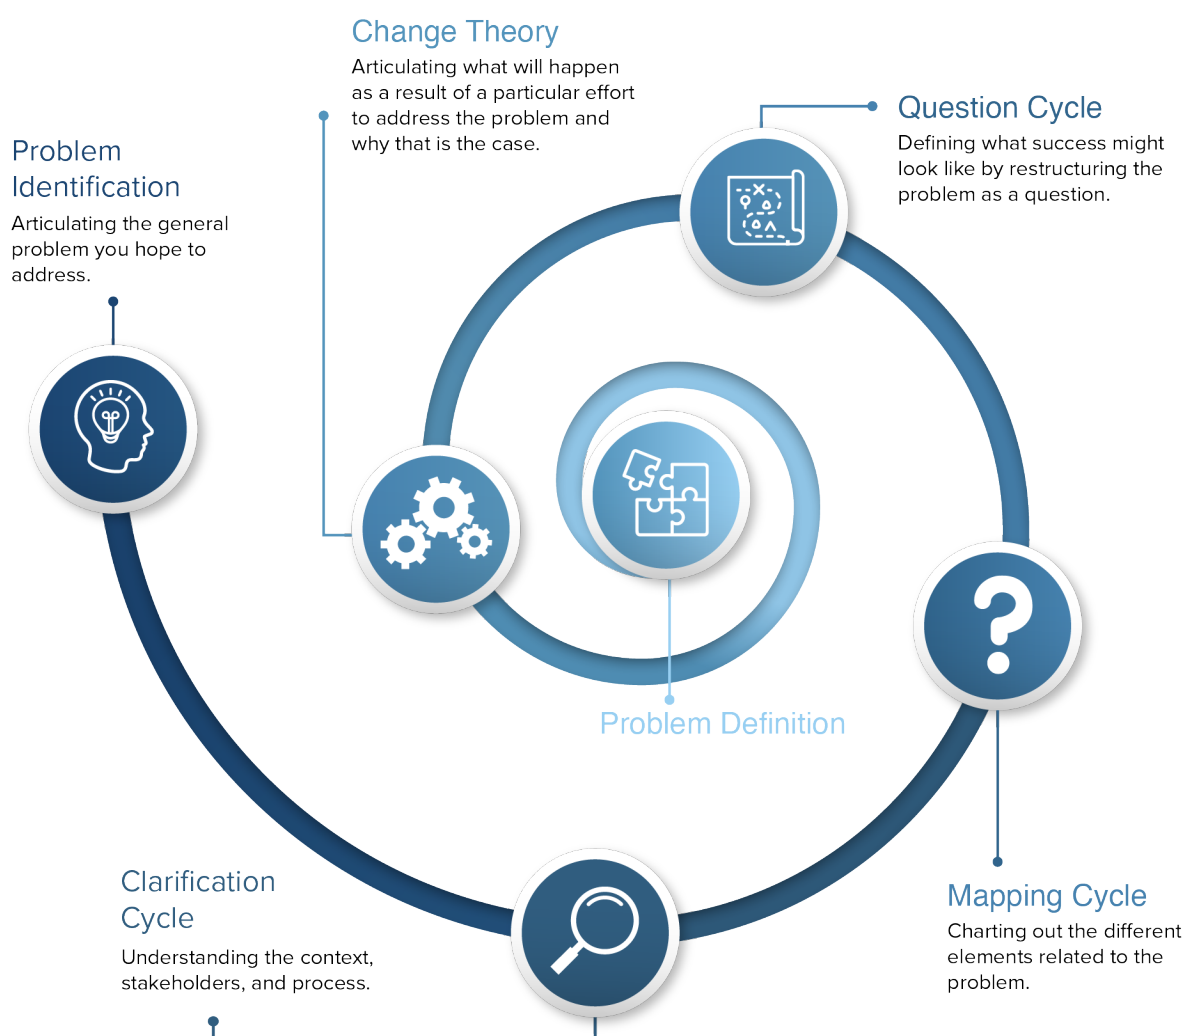 Change Theory
Articulating what will happen
as a result of a particular effort
to address the problem and
why that is the case.
Question Cycle
Defining what success might
look like by restructuring the
problem as a question.
Problem
Identification
Articulating the general
problem you hope to
address.
Problem Definition
Clarification
Cycle
Understanding the context,
stakeholders, and process.
Mapping Cycle
Charting out the different
elements related to the
problem.